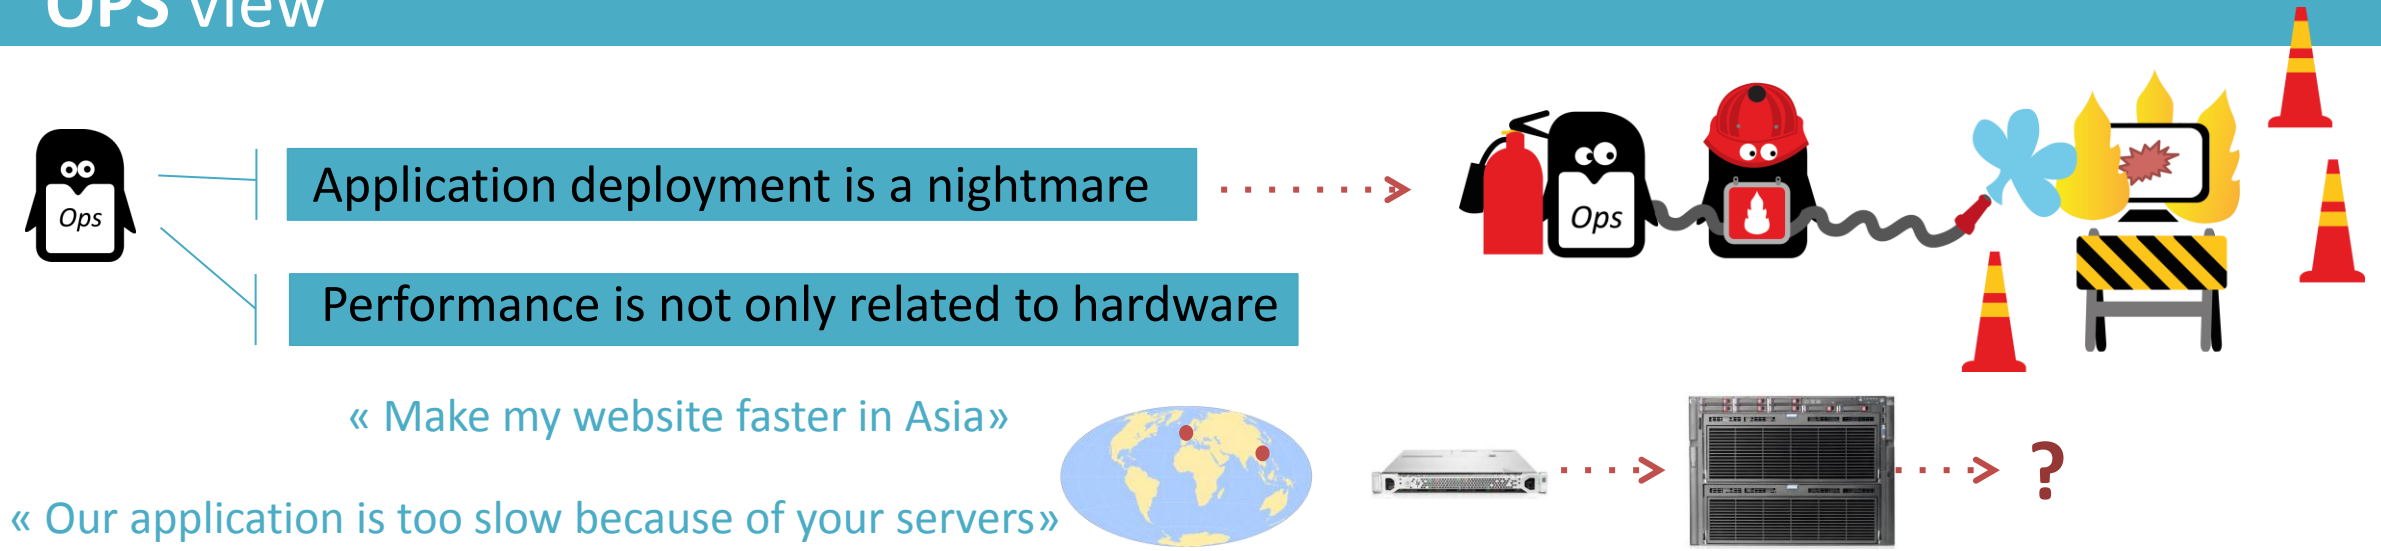 OPS view
Application deployment is a nightmare
Ops
Ops
Performance is not only related to hardware
« Make my website faster in Asia»
?
« Our application is too slow because of your servers»